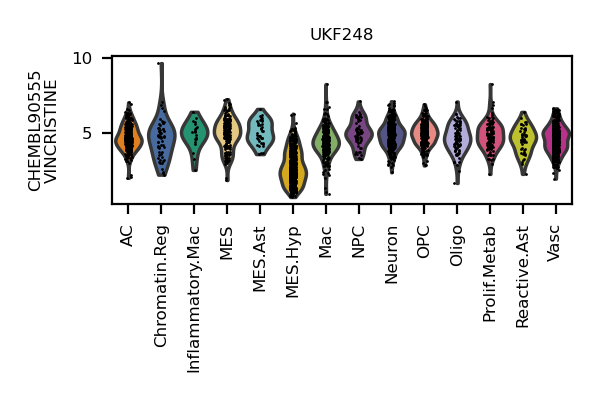 UKF248
CHEMBL90555
VINCRISTINE
10
5
AC
Chromatin.Reg
Inflammatory.Mac
MES
MES.Ast
MES.Hyp
Mac
NPC
Neuron
OPC
Oligo
Prolif.Metab
Reactive.Ast
Vasc